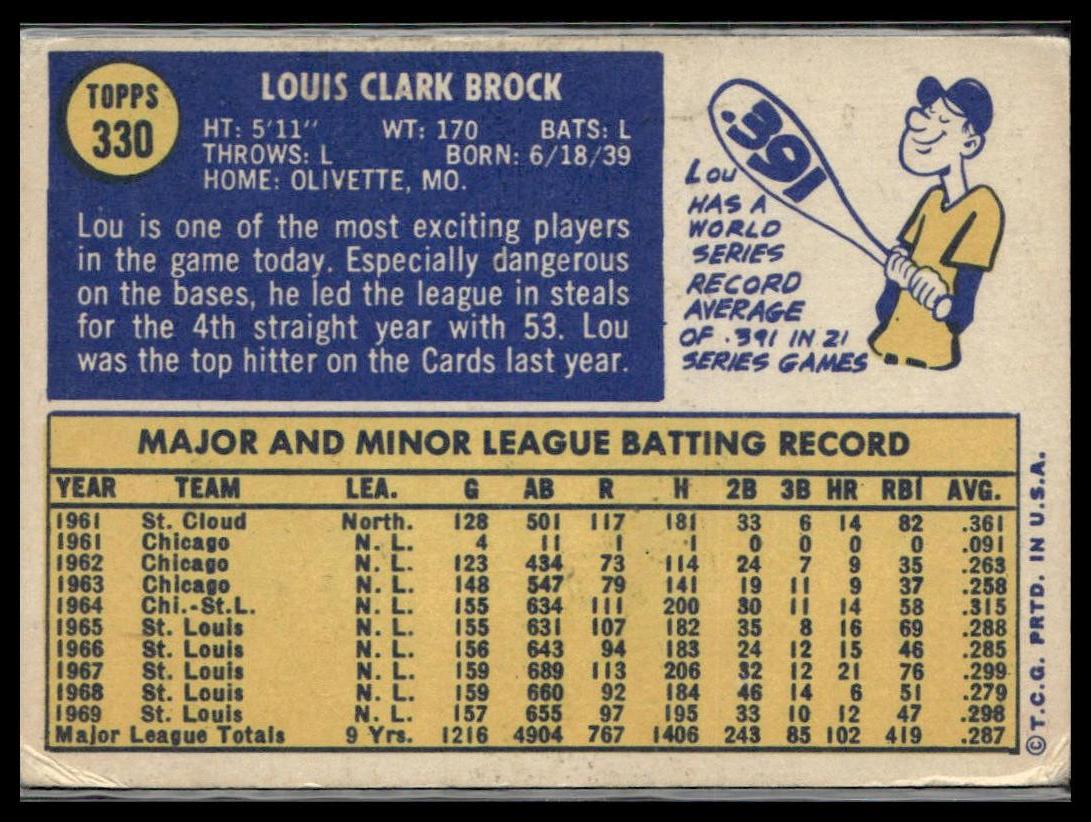 TOPPS
330
LOUIS CLARK BROCK
HT: 5'11" WT: 170 BATS: L
THROWS: L BORN: 6/18/39
HOME: OLIVETTE, MO.
Lou is one of the most exciting players
in the game today. Especially dangerous
on the bases, he led the league in steals
for the 4th straight year with 53. Lou
was the top hitter on the Cards last year.
.391
LOU
HAS A
WORLD
SERIES
RECORD
AVERAGE
OF .391 IN 21
SERIES GAMES
MAJOR AND MINOR LEAGUE BATTING RECORD
YEAR TEAM LEA. G AB R H 2B 3B HR RBI AVG.
1961 St. Cloud North. 128 501 117 181 33 6 14 82 .361
1961 Chicago N. L. 4 11 1 1 0 0 0 0 .091
1962 Chicago N. L. 123 434 73 114 24 7 9 35 .263
1963 Chicago N. L. 148 547 79 141 19 11 9 37 .258
1964 Chi.-St.L. N. L. 155 634 111 200 30 11 14 58 .315
1965 St. Louis N. L. 155 631 107 182 35 8 16 69 .288
1966 St. Louis N. L. 156 643 94 183 24 12 15 46 .285
1967 St. Louis N. L. 159 689 113 206 32 12 21 76 .299
1968 St. Louis N. L. 159 660 92 184 46 14 6 51 .279
1969 St. Louis N. L. 157 655 97 195 33 10 12 47 .298
Major League Totals 9 Yrs. 1216 4904 767 1406 243 85 102 419 .287
© T.C.G. PRTD. IN U.S.A.